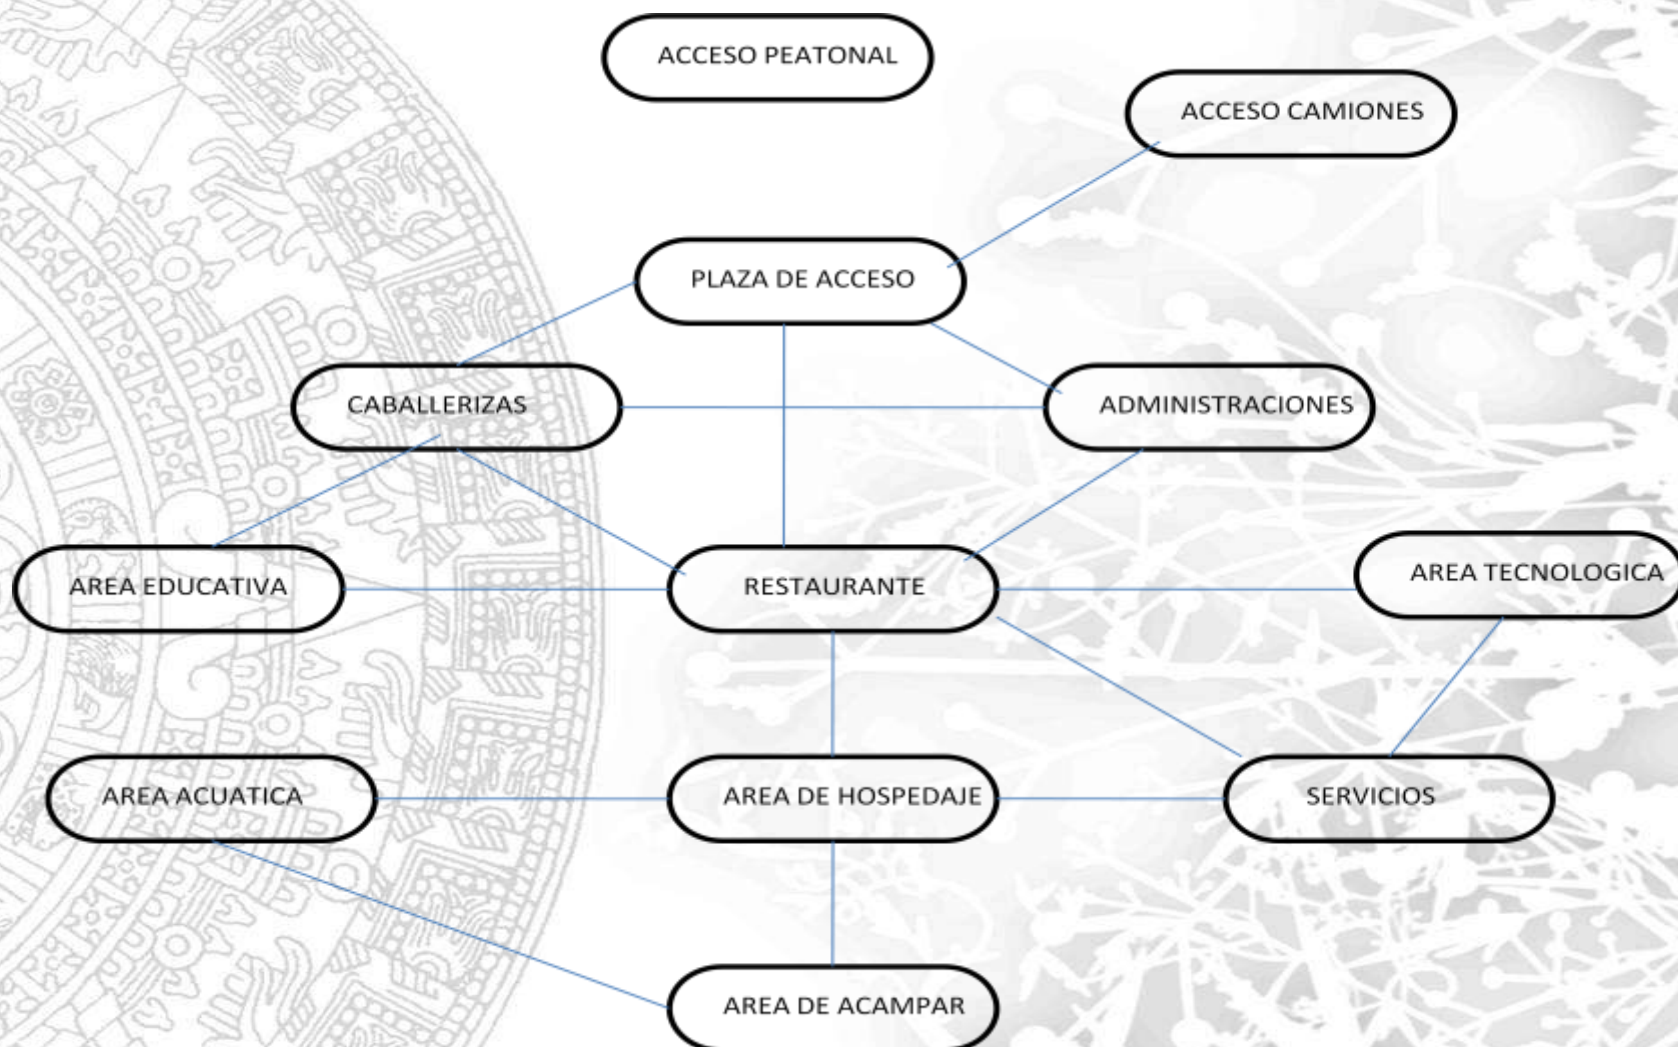 ACCESO PEATONAL
ACCESO CAMIONES
PLAZA DE ACCESO
CABALLERIZAS
ADMINISTRACIONES
AREA EDUCATIVA
RESTAURANTE
AREA TECNOLOGICA
AREA ACUATICA
AREA DE HOSPEDAJE
SERVICIOS
AREA DE ACAMPAR